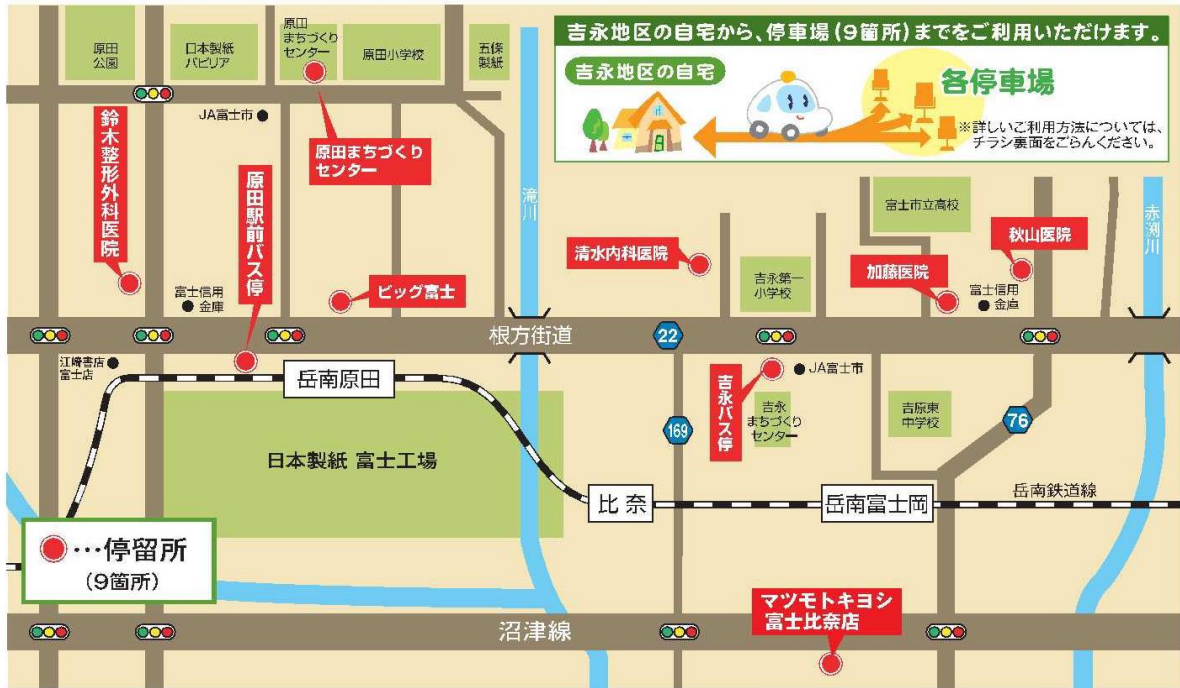 原田
公園
日本製紙
パピリア
原田
まちづくり
センター
原田小学校
五條
製紙
吉永地区の自宅から、停車場(9箇所)までをご利用いただけます。
吉永地区の自宅
各停車場
※詳しいご利用方法については、
チラシ裏面をごらんください。
JA富士市
鈴木整形外科医院
原田まちづくり
センター
原田駅前バス停
滝川
富士市立高校
赤渕川
清水内科医院
秋山医院
加藤医院
吉永第一
小学校
富士信用
金庫
ビッグ富士
富士信用
金庫
根方街道
22
江崎書店
富士店
岳南原田
吉永バス停
JA富士市
吉永
まちづくり
センター
吉原東
中学校
76
169
日本製紙 富士工場
比奈
岳南富士岡
岳南鉄道線
…停留所
(9箇所)
マツモトキヨシ
富士比奈店
沼津線